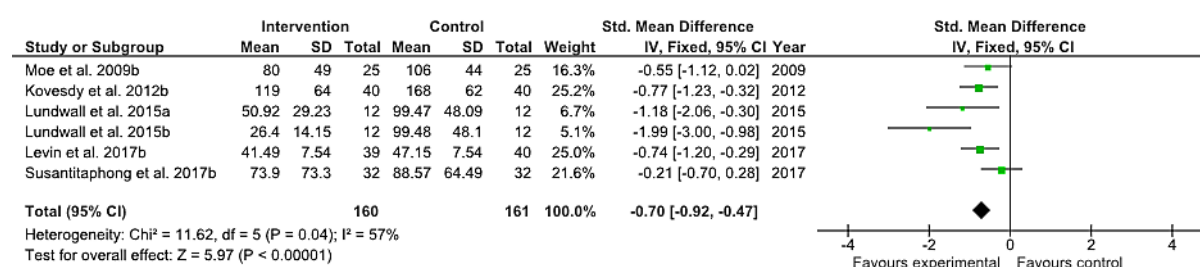 Intervention Control Std. Mean Difference Std. Mean Difference
Study or Subgroup Mean SD Total Mean SD Total Weight IV, Fixed, 95% CI Year IV, Fixed, 95% CI
Moe et al. 2009b 80 49 25 106 44 25 16.3% -0.55 [-1.12, 0.02] 2009
Kovesdy et al. 2012b 119 64 40 168 62 40 25.2% -0.77 [-1.23, -0.32] 2012
Lundwall et al. 2015a 50.92 29.23 12 99.47 48.09 12 6.7% -1.18 [-2.06, -0.30] 2015
Lundwall et al. 2015b 26.4 14.15 12 99.48 48.1 12 5.1% -1.99 [-3.00, -0.98] 2015
Levin et al. 2017b 41.49 7.54 39 47.15 7.54 40 25.0% -0.74 [-1.20, -0.29] 2017
Susantitaphong et al. 2017b 73.9 73.3 32 88.57 64.49 32 21.6% -0.21 [-0.70, 0.28] 2017
Total (95% CI) 160 161 100.0% -0.70 [-0.92, -0.47]
Heterogeneity: Chi² = 11.62, df = 5 (P = 0.04); I² = 57%
Test for overall effect: Z = 5.97 (P < 0.00001)
-4 -2 0 2 4
Favours experimental Favours control